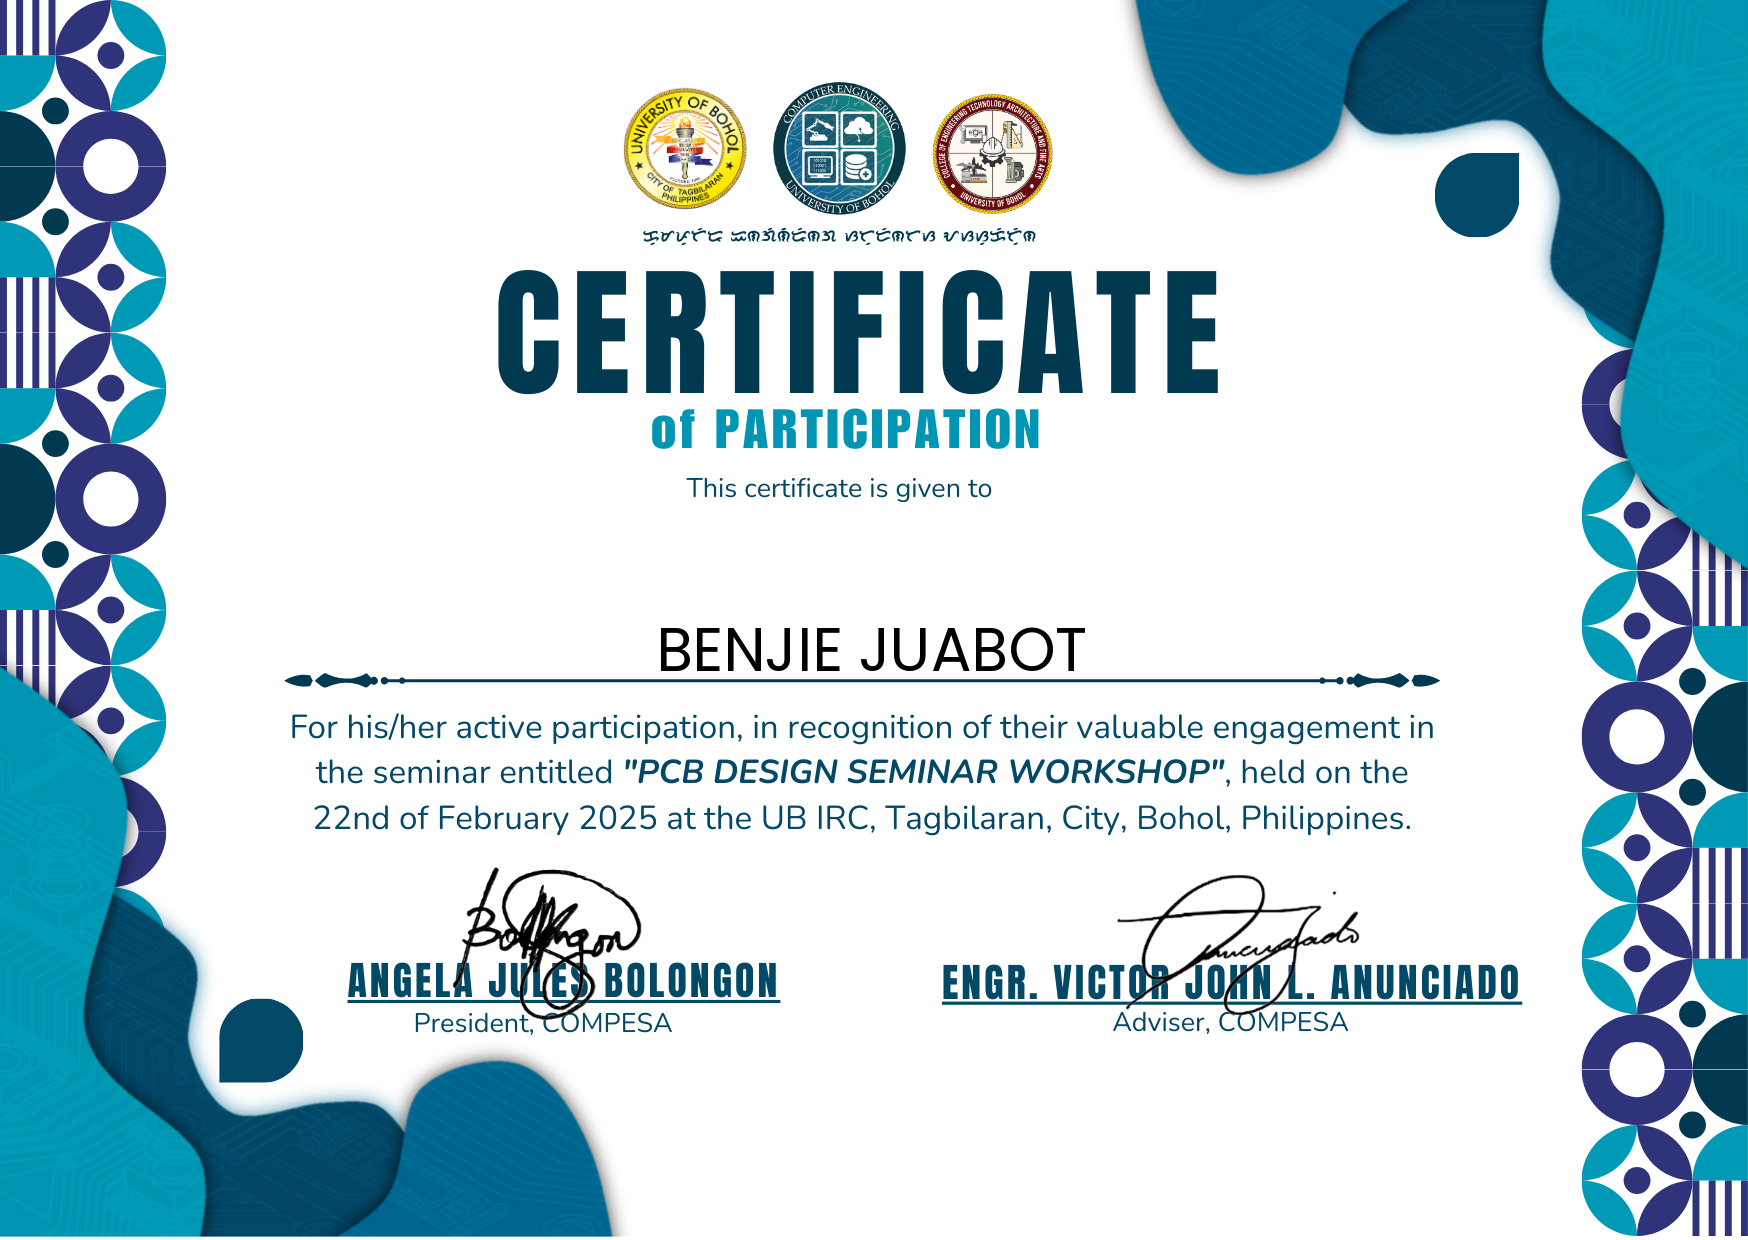 UNIVERSITY OF BOHOL
CITY OF TAGBILARAN
PHILIPPINES
COMPUTER ENGINEERING
UNIVERSITY OF BOHOL
COLLEGE OF ENGINEERING TECHNOLOGY ARCHITECTURE AND FINE ARTS
UNIVERSITY OF BOHOL
CERTIFICATE
of PARTICIPATION
This certificate is given to
BENJIE JUABOT
For his/her active participation, in recognition of their valuable engagement in
the seminar entitled "PCB DESIGN SEMINAR WORKSHOP", held on the
22nd of February 2025 at the UB IRC, Tagbilaran, City, Bohol, Philippines.
Bolongon
Anunciado
ANGELA JULES BOLONGON
ENGR. VICTOR JOHN L. ANUNCIADO
President, COMPESA
Adviser, COMPESA